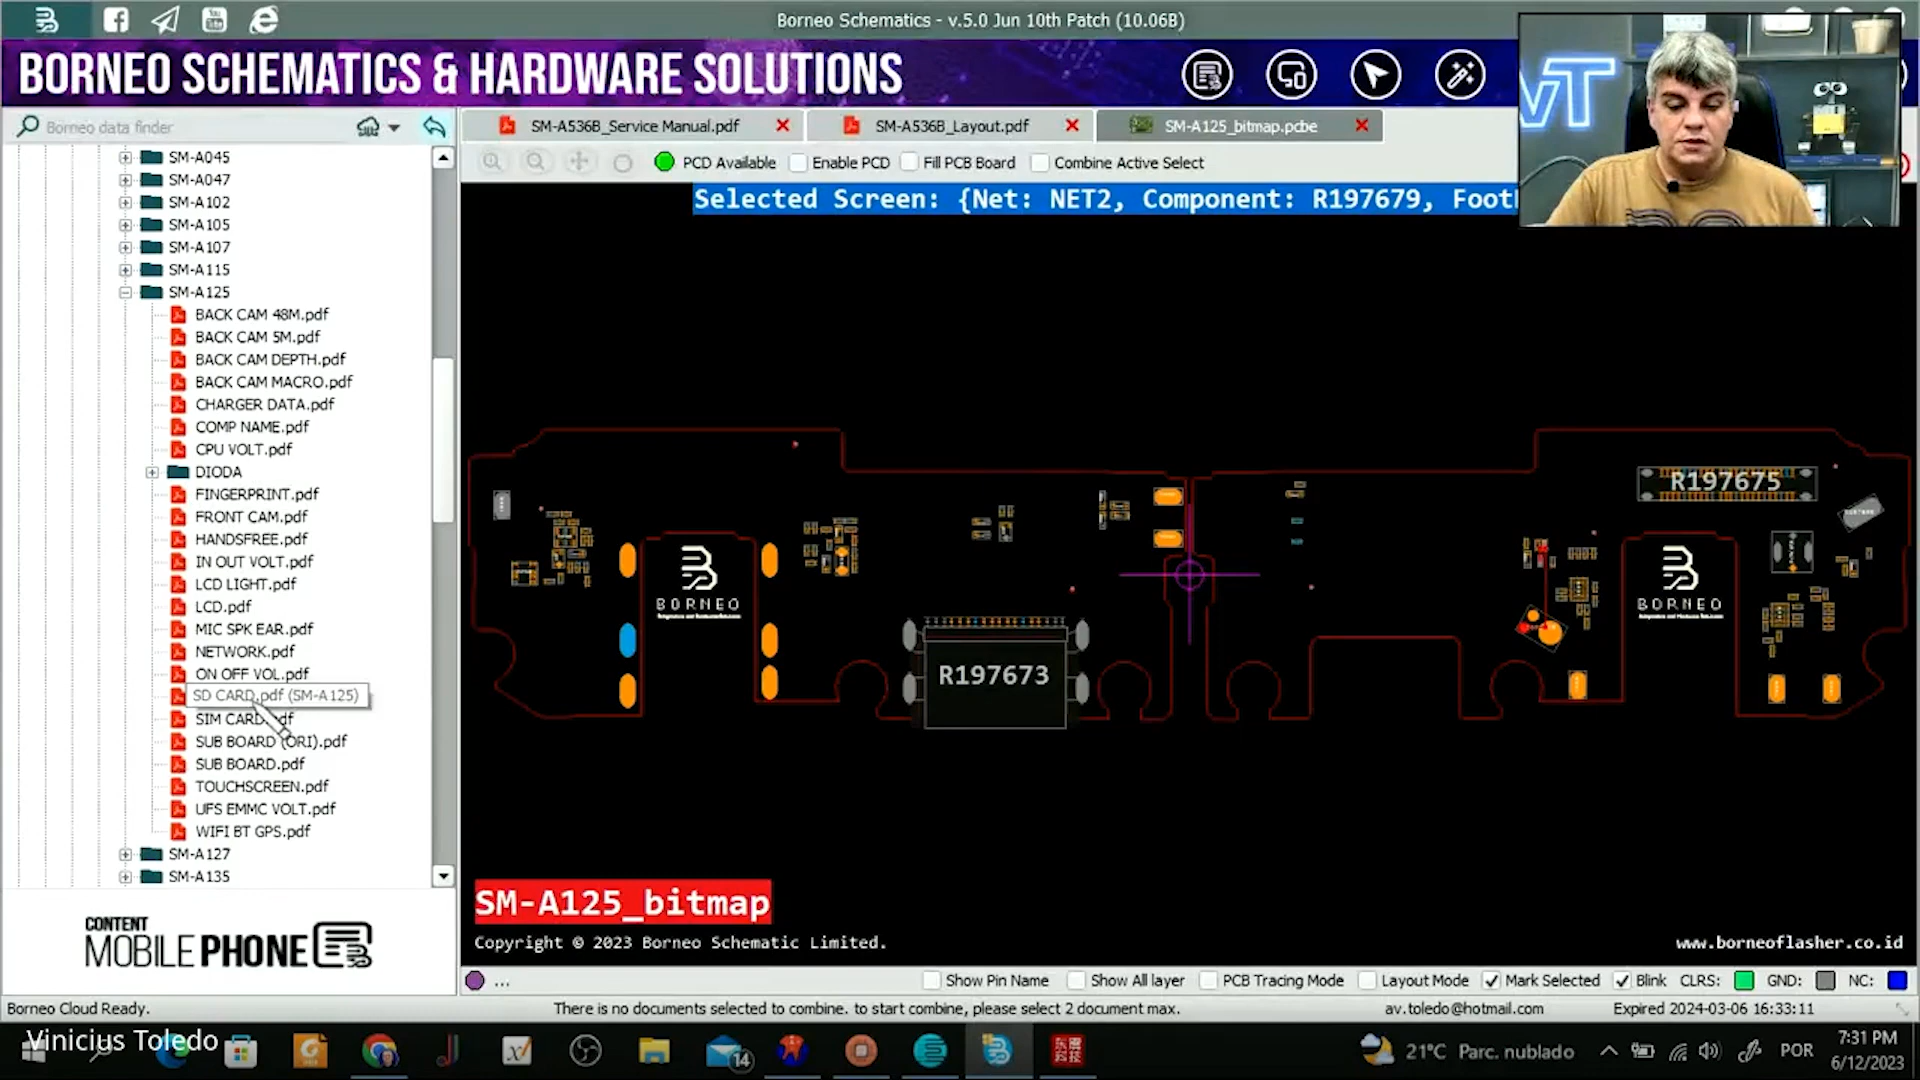 Borneo Schematics - v.5.0 Jun 10th Patch (10.06B)
BORNEO SCHEMATICS & HARDWARE SOLUTIONS
Borneo data finder
SM-A045
SM-A047
SM-A102
SM-A105
SM-A107
SM-A115
SM-A125
BACK CAM 48M.pdf
BACK CAM 5M.pdf
BACK CAM DEPTH.pdf
BACK CAM MACRO.pdf
CHARGER DATA.pdf
COMP NAME.pdf
CPU VOLT.pdf
DIODA
FINGERPRINT.pdf
FRONT CAM.pdf
HANDSFREE.pdf
IN OUT VOLT.pdf
LCD LIGHT.pdf
LCD.pdf
MIC SPK EAR.pdf
NETWORK.pdf
ON OFF VOL.pdf
SD CARD.pdf (SM-A125)
SIM CARD.pdf
SUB BOARD (ORI).pdf
SUB BOARD.pdf
TOUCHSCREEN.pdf
UFS EMMC VOLT.pdf
WIFI BT GPS.pdf
SM-A127
SM-A135
CONTENT
MOBILE PHONE
SM-A536B_Service Manual.pdf
SM-A536B_Layout.pdf
SM-A125_bitmap.pcbe
PCD Available
Enable PCD
Fill PCB Board
Combine Active Select
Selected Screen: {Net: NET2, Component: R197679, Foot
vT
R197675
BORNEO
BORNEO
R197673
SM-A125_bitmap
Copyright © 2023 Borneo Schematic Limited.
www.borneoflasher.co.id
...
Show Pin Name
Show All layer
PCB Tracing Mode
Layout Mode
Mark Selected
Blink
CLRS:
GND:
NC:
Borneo Cloud Ready.
There is no documents selected to combine. to start combine, please select 2 document max.
av.toledo@hotmail.com
Expired 2024-03-06 16:33:11
Vinicius Toledo
14
21°C Parc. nublado
POR
7:31 PM
6/12/2023